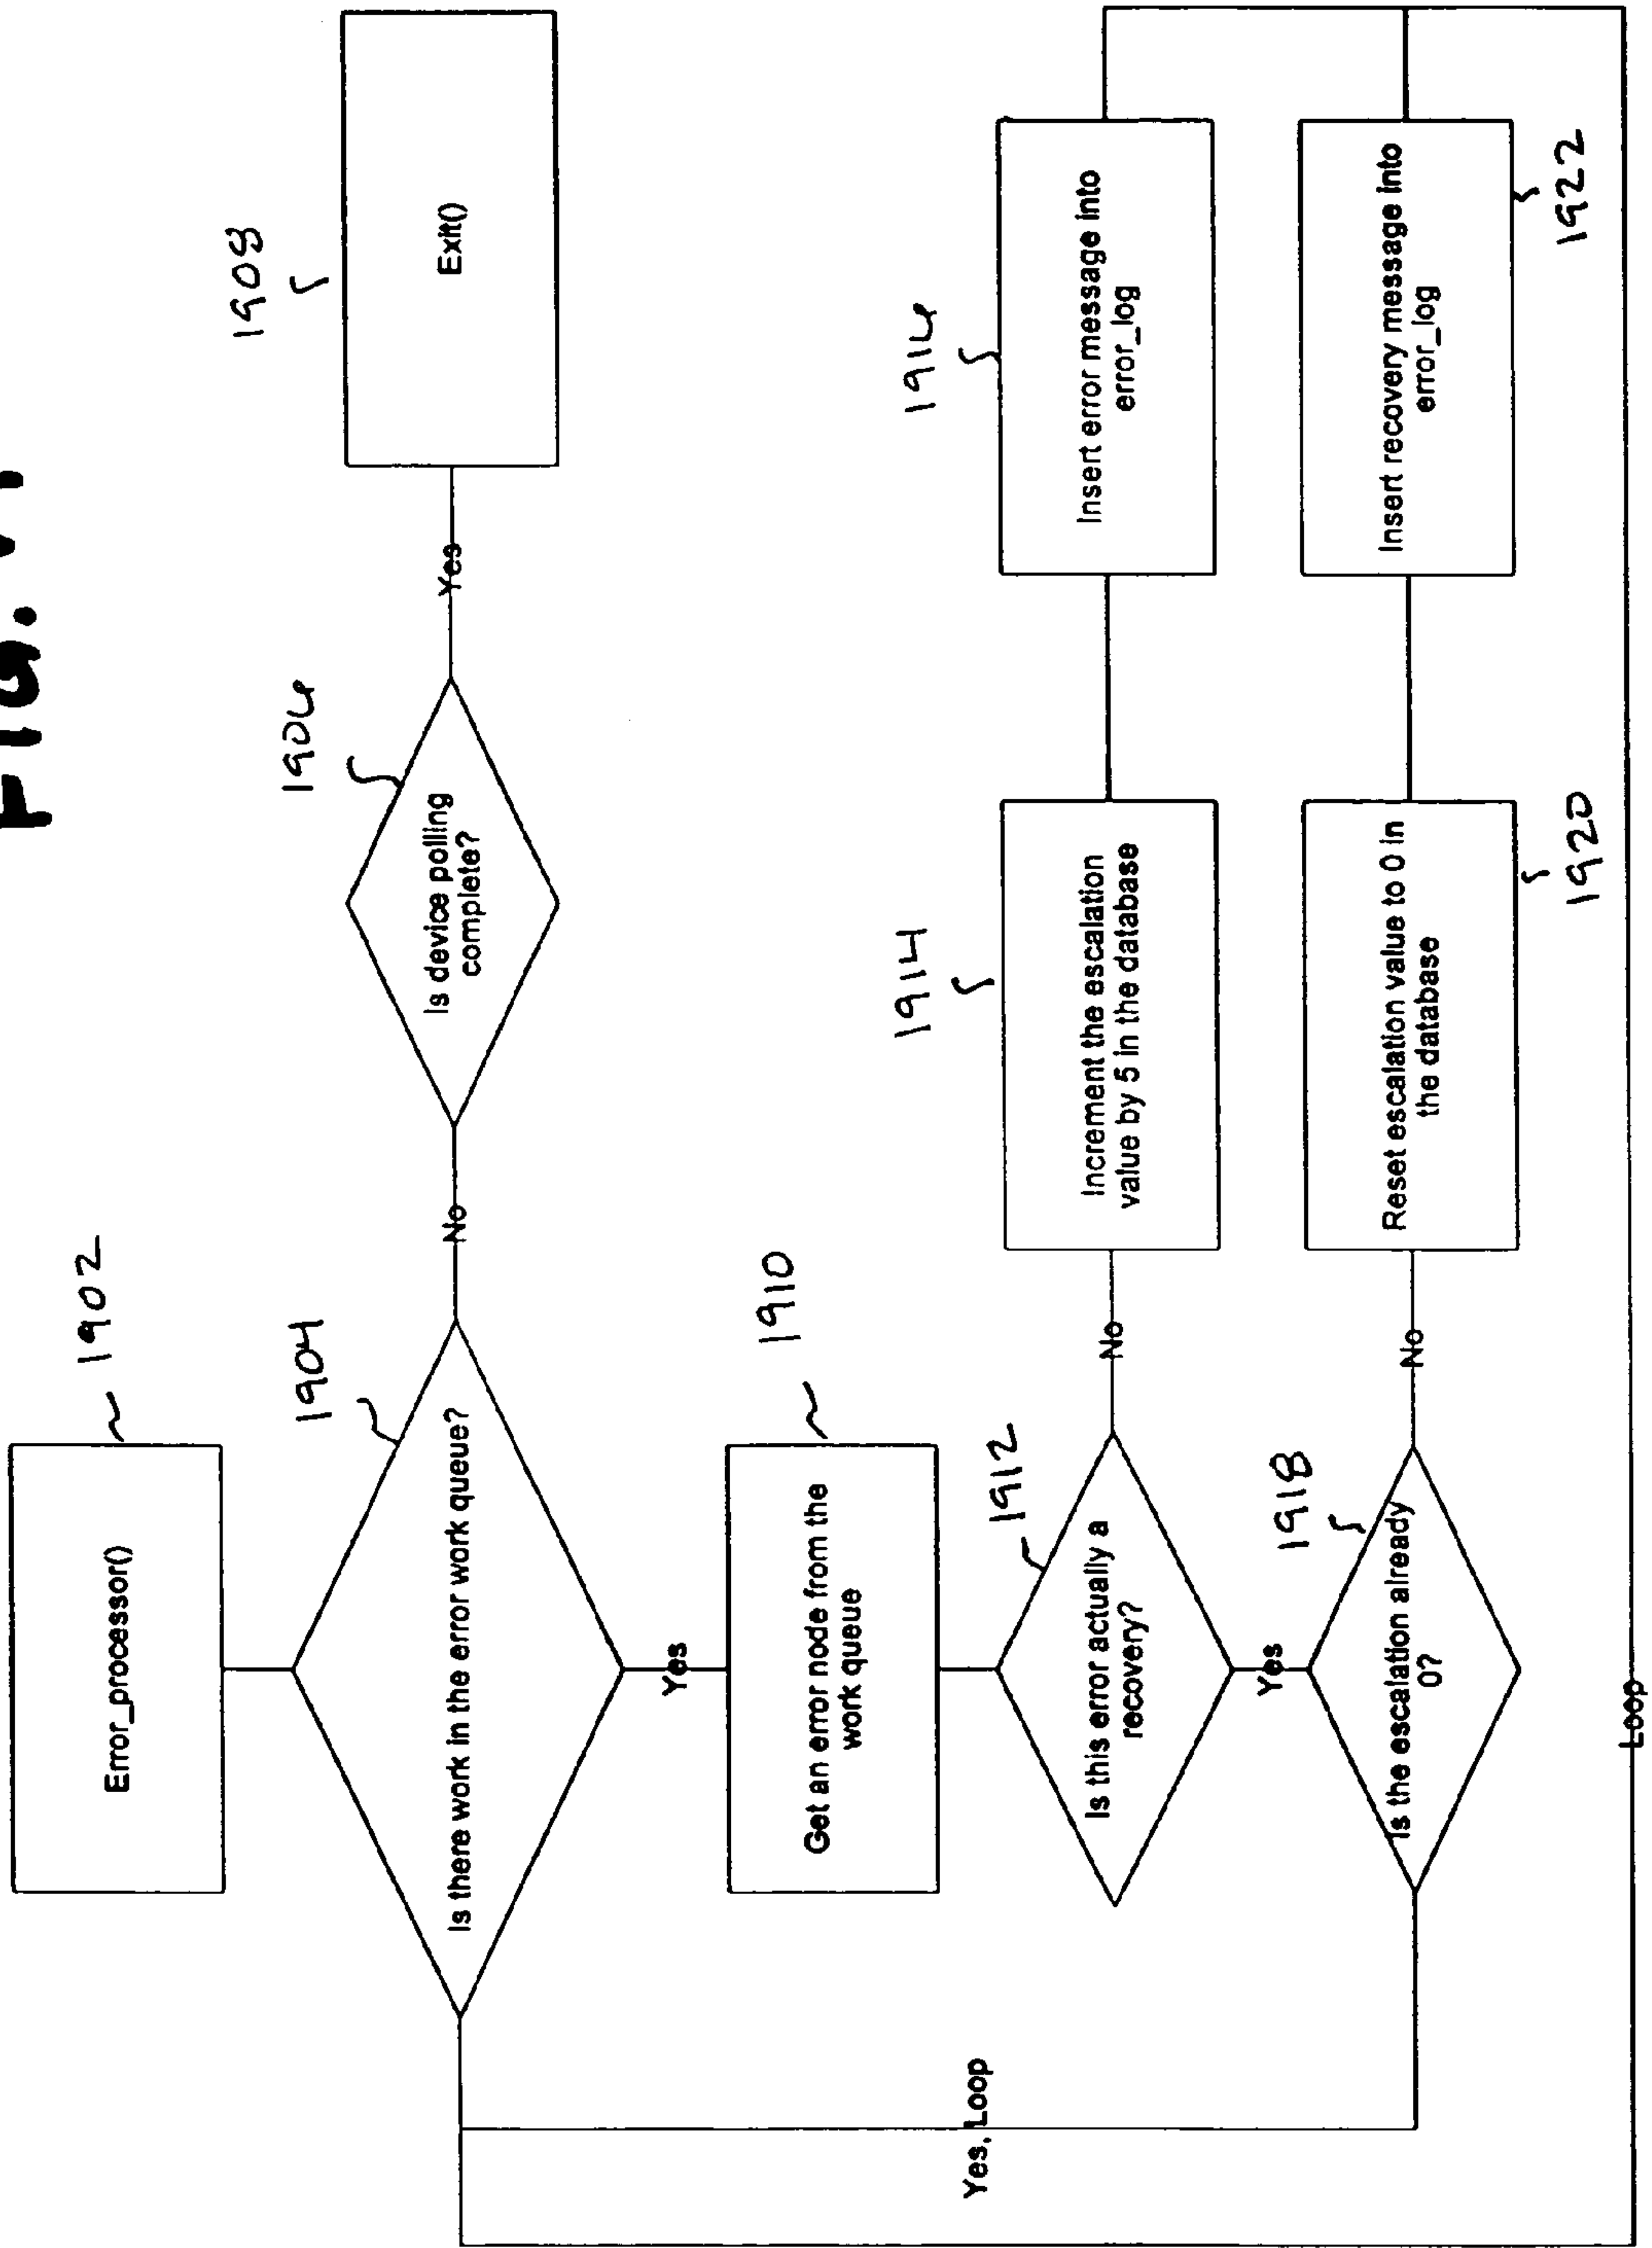 Error_processor()
1902
Is there work in the error work queue?
1904
No
Is device polling
complete?
1906
Yes
Exit()
1908
Yes
Get an error node from the
work queue
1910
Is this error actually a
recovery?
1912
No
Increment the escalation
value by 5 in the database
1914
Insert error message into
error_log
1916
Yes
Is the escalation already
0?
1918
No
Reset escalation value to 0 in
the database
1920
Insert recovery message into
error_log
1922
Yes, Loop
Loop